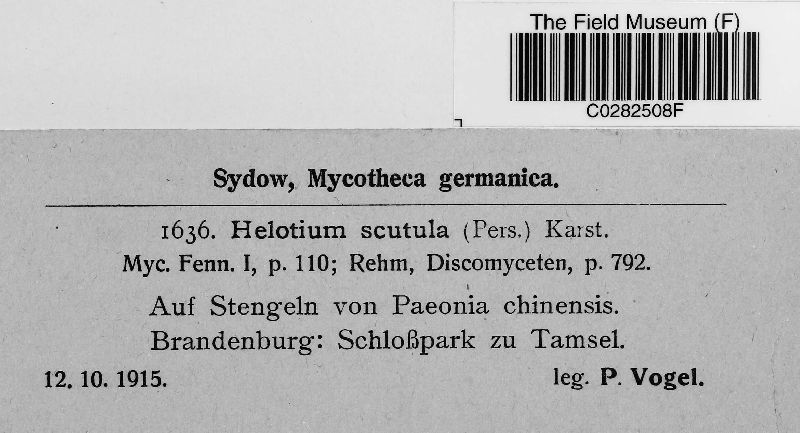 The Field Museum (F)
C0282508F
Sydow, Mycotheca germanica.
1636. Helotium scutula (Pers.) Karst.
Myc. Fenn. I, p. 110; Rehm, Discomyceten, p. 792.
Auf Stengeln von Paeonia chinensis.
Brandenburg: Schloßpark zu Tamsel.
12. 10. 1915. leg. P. Vogel.